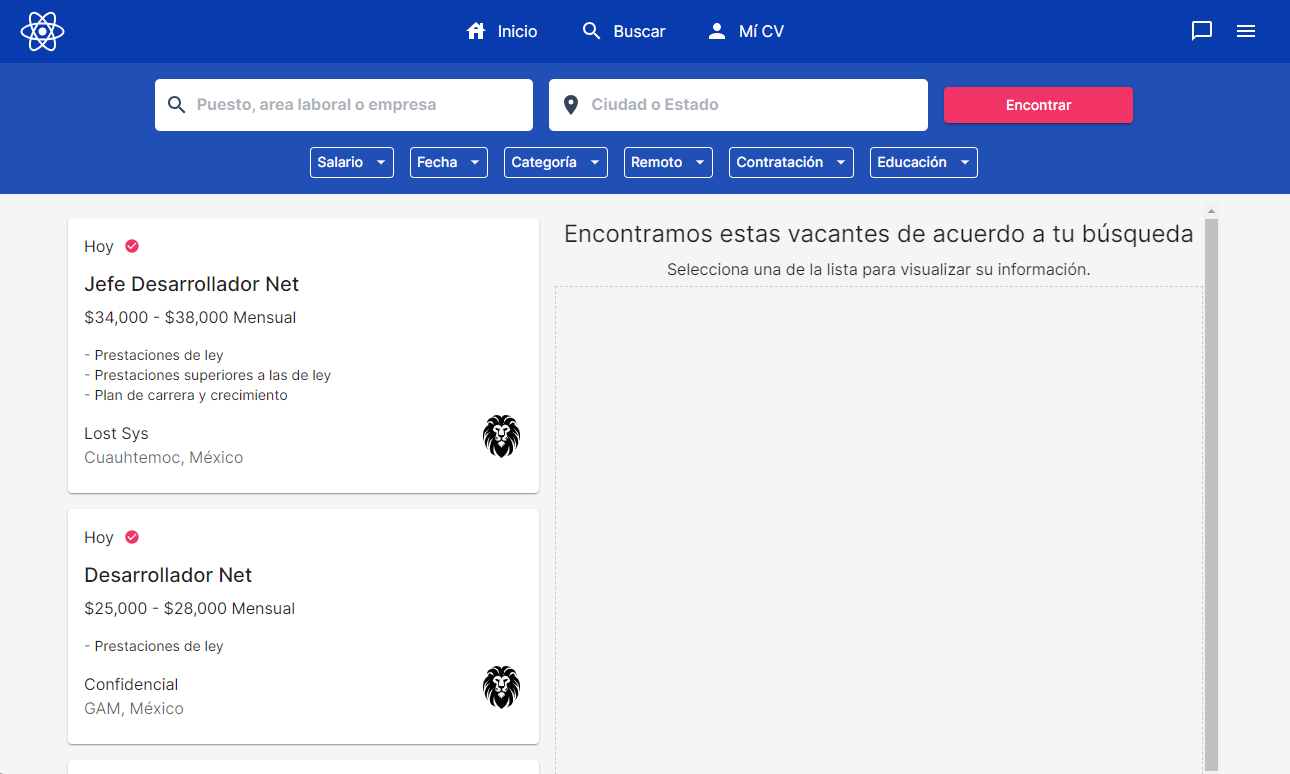 Inicio
Buscar
Mí CV
Puesto, area laboral o empresa
Ciudad o Estado
Encontrar
Salario
Fecha
Categoría
Remoto
Contratación
Educación
Hoy
Jefe Desarrollador Net
$34,000 - $38,000 Mensual
- Prestaciones de ley
- Prestaciones superiores a las de ley
- Plan de carrera y crecimiento
Lost Sys
Cuauhtemoc, México
Hoy
Desarrollador Net
$25,000 - $28,000 Mensual
- Prestaciones de ley
Confidencial
GAM, México
Encontramos estas vacantes de acuerdo a tu búsqueda
Selecciona una de la lista para visualizar su información.